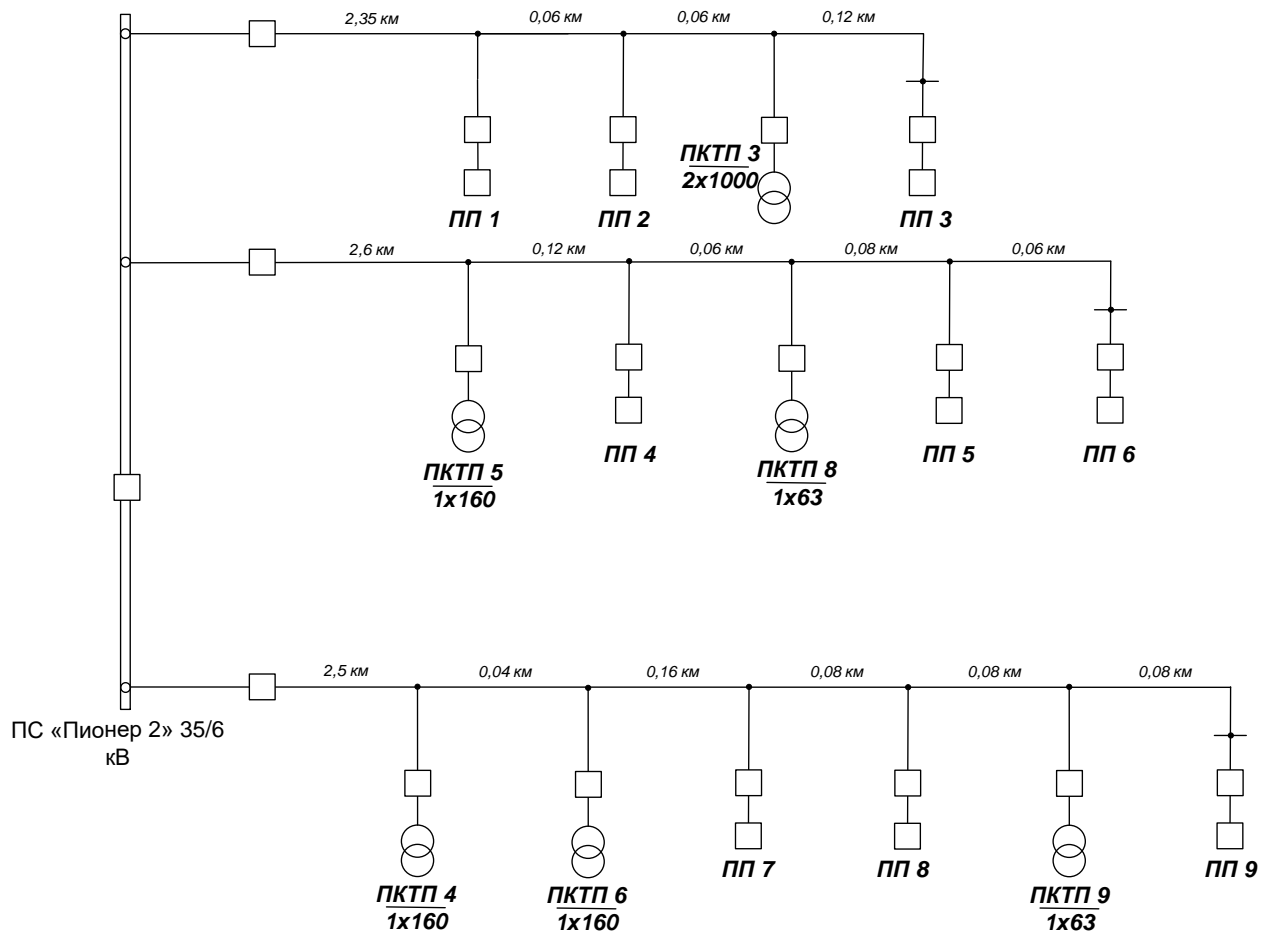 2,35 км
0,06 км
0,06 км
0,12 км
ПКТП 3
2х1000
ПП 1
ПП 2
ПП 3
2,6 км
0,12 км
0,06 км
0,08 км
0,06 км
ПКТП 5
1х160
ПП 4
ПКТП 8
1х63
ПП 5
ПП 6
2,5 км
0,04 км
0,16 км
0,08 км
0,08 км
0,08 км
ПС «Пионер 2» 35/6
кВ
ПКТП 4
1х160
ПКТП 6
1х160
ПП 7
ПП 8
ПКТП 9
1х63
ПП 9